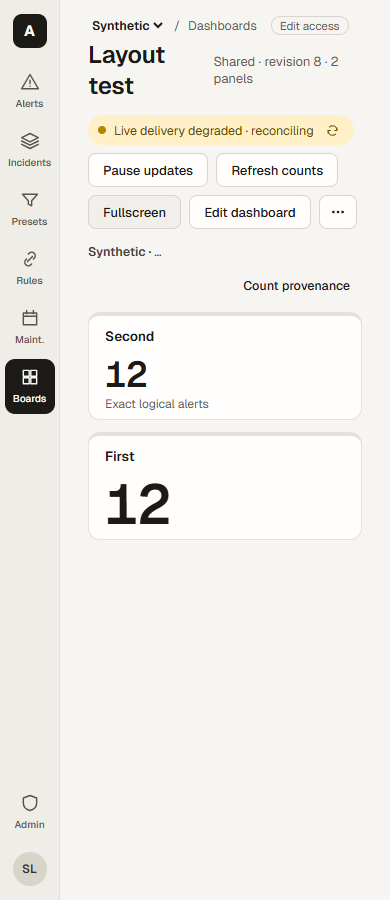 A
Alerts
Incidents
Presets
Rules
Maint.
Boards
Admin
SL
Synthetic / Dashboards Edit access
Layout test
Shared · revision 8 · 2 panels
Live delivery degraded · reconciling
Pause updates Refresh counts
Fullscreen Edit dashboard ···
Synthetic · …
Count provenance
Second
12
Exact logical alerts
First
12